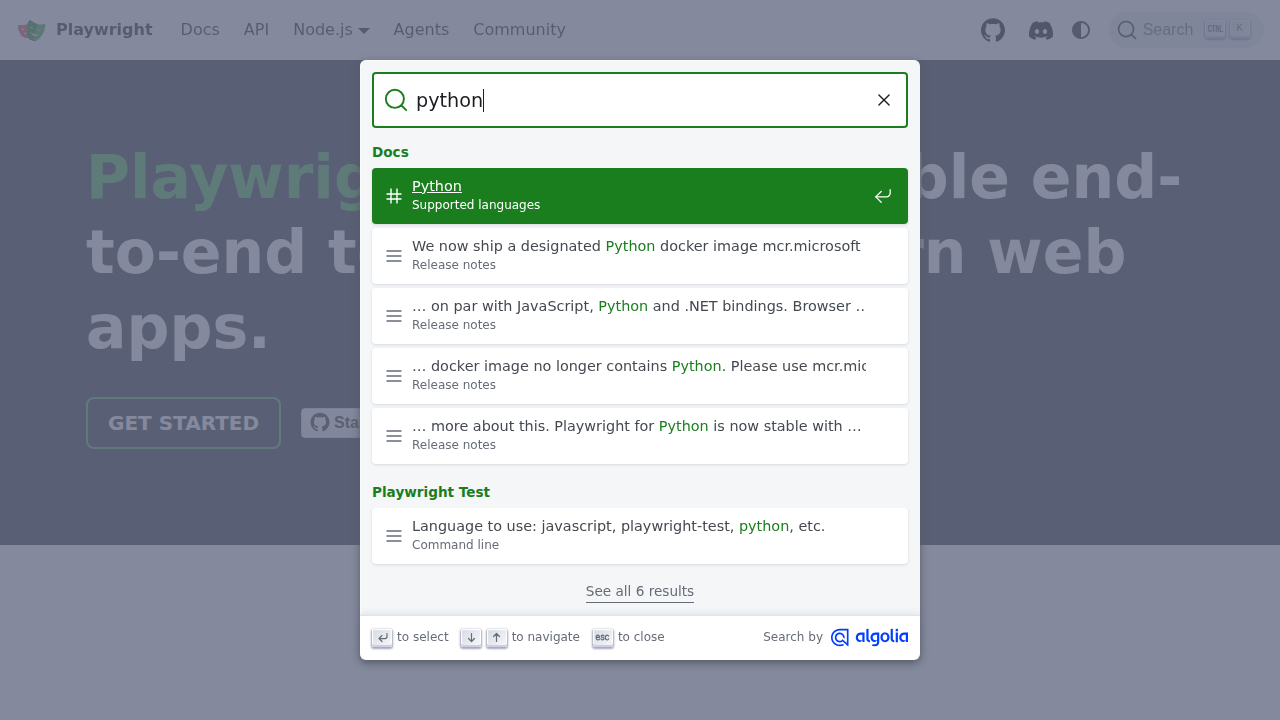 Playwright Docs API Node.js Agents Community Search CTRL K
python
Docs
Python
Supported languages
We now ship a designated Python docker image mcr.microsoft
Release notes
… on par with JavaScript, Python and .NET bindings. Browser ..
Release notes
… docker image no longer contains Python. Please use mcr.mic
Release notes
… more about this. Playwright for Python is now stable with …
Release notes
Playwright Test
Language to use: javascript, playwright-test, python, etc.
Command line
See all 6 results
to select to navigate esc to close Search by algolia
Playwrig ble end-
to-end t rn web
apps.
GET STARTED Sta